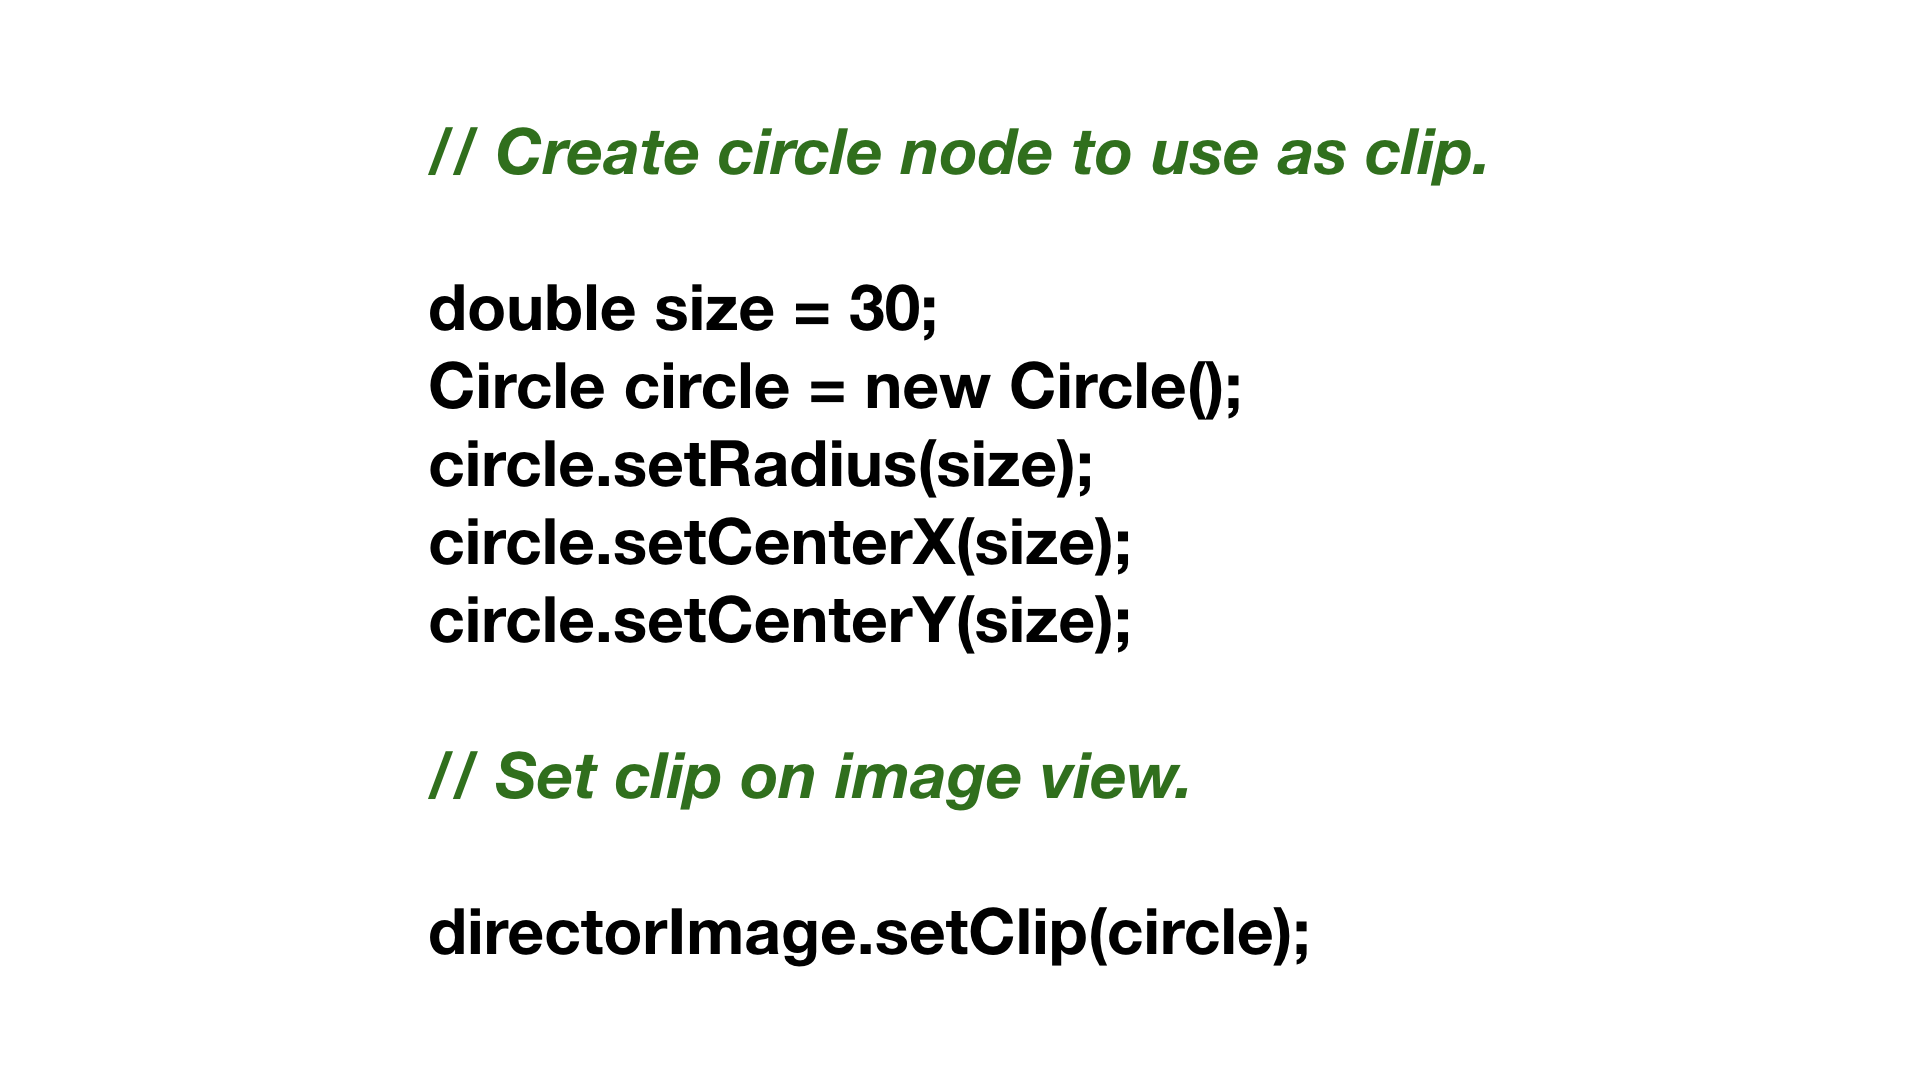 // Create circle node to use as clip.
double size = 30;
Circle circle = new Circle();
circle.setRadius(size);
circle.setCenterX(size);
circle.setCenterY(size);
// Set clip on image view.
directorImage.setClip(circle);